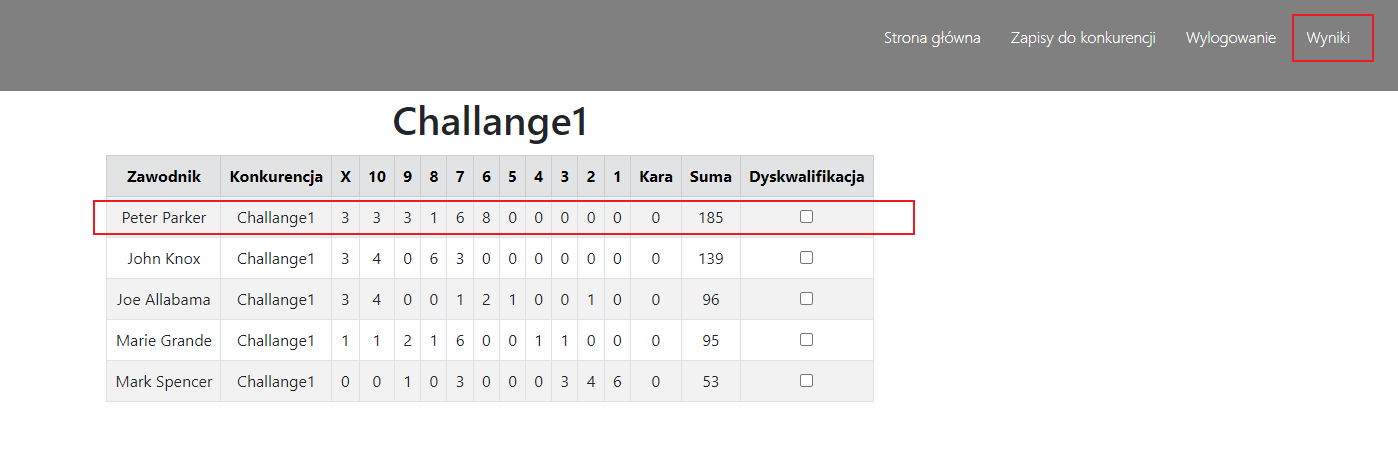 Strona główna Zapisy do konkurencji Wylogowanie Wyniki
Challange1
Zawodnik Konkurencja X 10 9 8 7 6 5 4 3 2 1 Kara Suma Dyskwalifikacja
Peter Parker Challange1 3 3 3 1 6 8 0 0 0 0 0 0 185
John Knox Challange1 3 4 0 6 3 0 0 0 0 0 0 0 139
Joe Allabama Challange1 3 4 0 0 1 2 1 0 0 1 0 0 96
Marie Grande Challange1 1 1 2 1 6 0 0 1 1 0 0 0 95
Mark Spencer Challange1 0 0 1 0 3 0 0 0 3 4 6 0 53